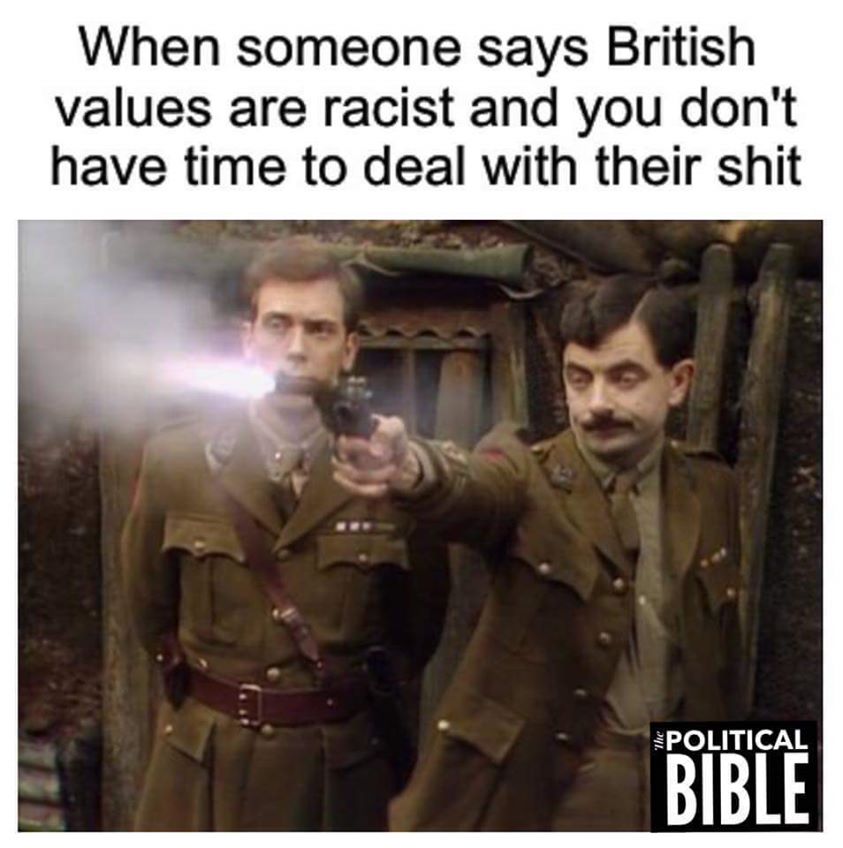 When someone says British
values are racist and you don't
have time to deal with their shit
the POLITICAL
BIBLE